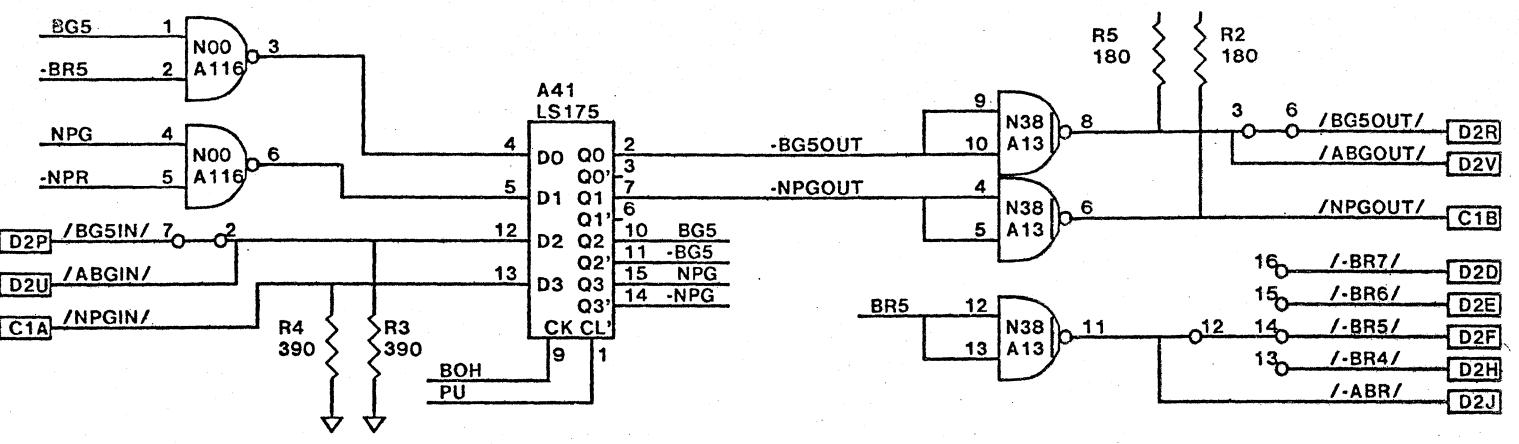 BG5 1
N00
A116
3
-BR5 2
NPG 4
N00
A116
6
-NPR 5
D2P /BG5IN/ 7 2
D2U /ABGIN/
C1A /NPGIN/
R4
390
R3
390
A41
LS175
4 D0 Q0 2
Q0' 3
5 D1 Q1 7
Q1' 6
12 D2 Q2 10 BG5
Q2' 11 -BG5
13 D3 Q3 15 NPG
Q3' 14 -NPG
CK CL'
9 1
BOH
PU
-BG5OUT
-NPGOUT
9
10
N38
A13
8
4
5
N38
A13
6
R5
180
R2
180
3 6 /BG5OUT/ D2R
/ABGOUT/ D2V
/NPGOUT/ C1B
BR5 12
13
N38
A13
11
12
16 /-BR7/ D2D
15 /-BR6/ D2E
14 /-BR5/ D2F
13 /-BR4/ D2H
/-ABR/ D2J